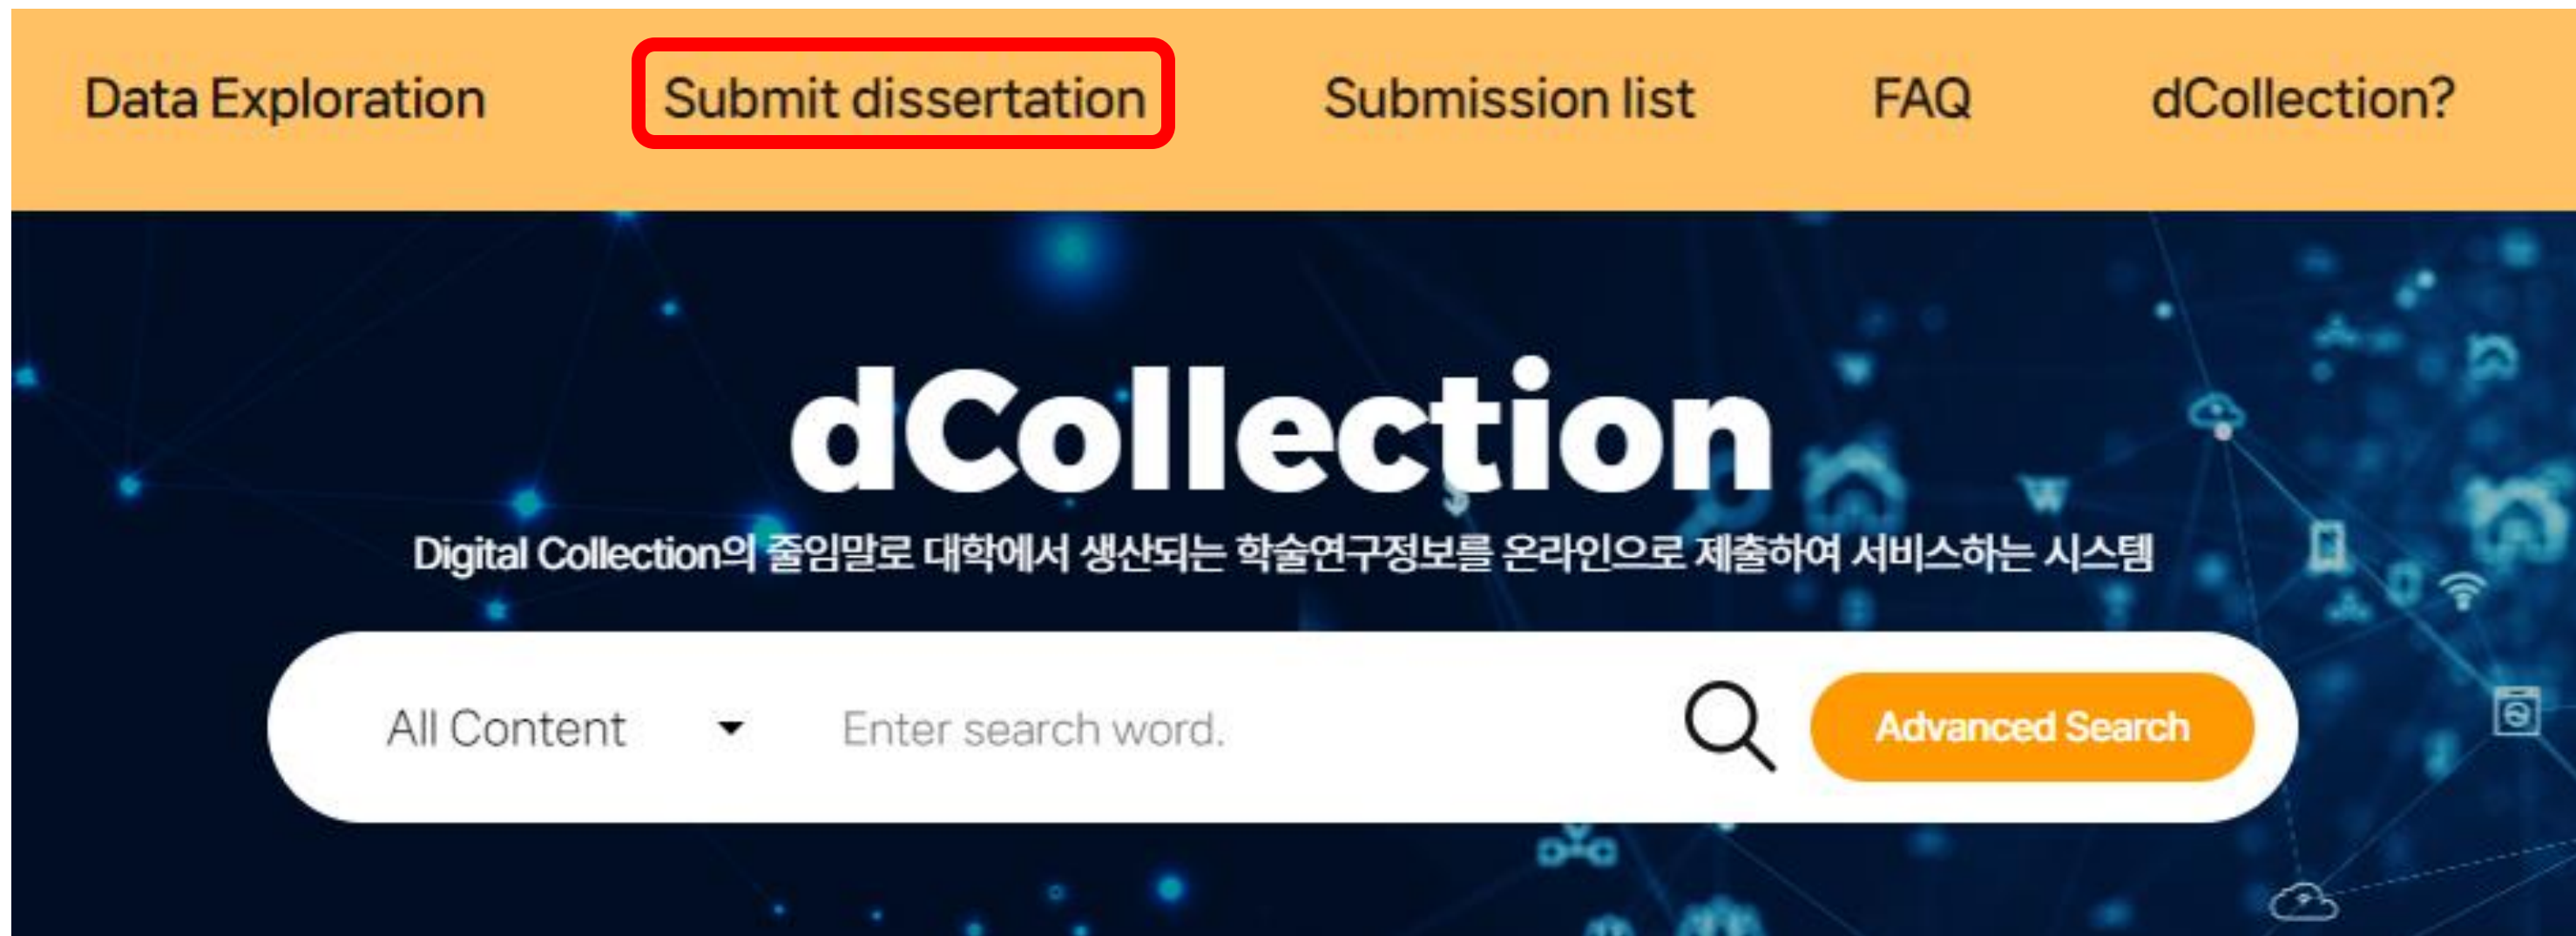 Data Exploration Submit dissertation Submission list FAQ dCollection?
dCollection
Digital Collection의 줄임말로 대학에서 생산되는 학술연구정보를 온라인으로 제출하여 서비스하는 시스템
All Content Enter search word. Advanced Search